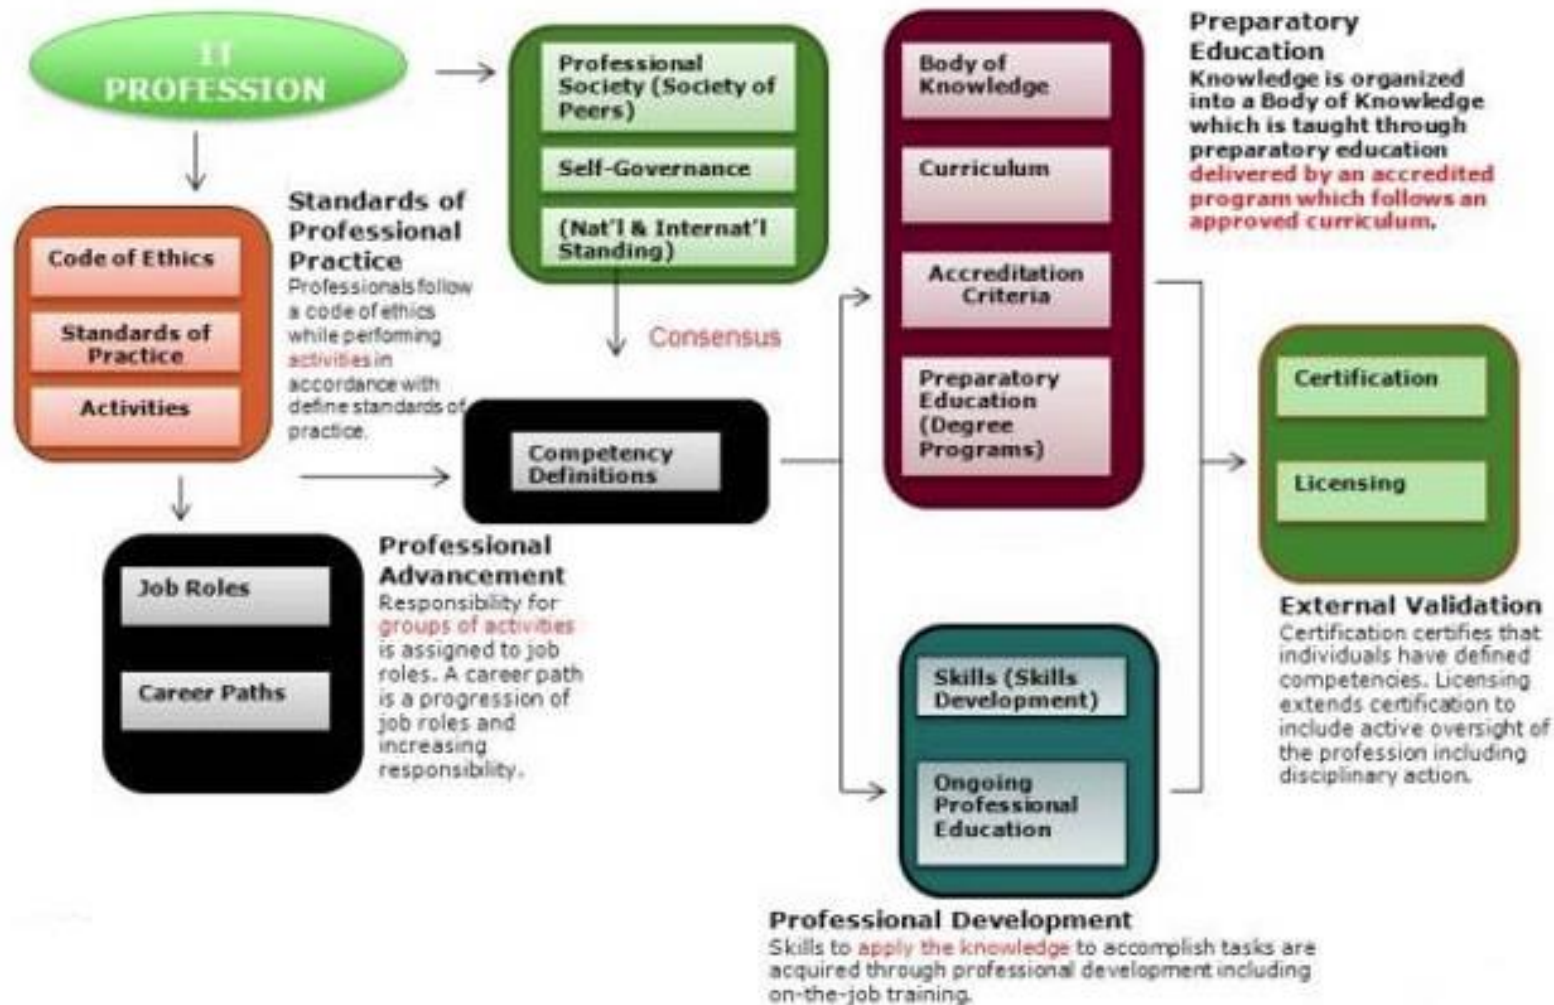 IT
PROFESSION
Professional
Society (Society of
Peers)
Self-Governance
(Nat'l & Internat'l
Standing)
Consensus
Code of Ethics
Standards of
Practice
Activities
Standards of
Professional
Practice
Professionals follow
a code of ethics
while performing
activities in
accordance with
define standards of
practice.
Competency
Definitions
Job Roles
Career Paths
Professional
Advancement
Responsibility for
groups of activities
is assigned to job
roles. A career path
is a progression of
job roles and
increasing
responsibility.
Body of
Knowledge
Curriculum
Accreditation
Criteria
Preparatory
Education
(Degree
Programs)
Preparatory
Education
Knowledge is organized
into a Body of Knowledge
which is taught through
preparatory education
delivered by an accredited
program which follows an
approved curriculum.
Skills (Skills
Development)
Ongoing
Professional
Education
Professional Development
Skills to apply the knowledge to accomplish tasks are
acquired through professional development including
on-the-job training.
Certification
Licensing
External Validation
Certification certifies that
individuals have defined
competencies. Licensing
extends certification to
include active oversight of
the profession including
disciplinary action.